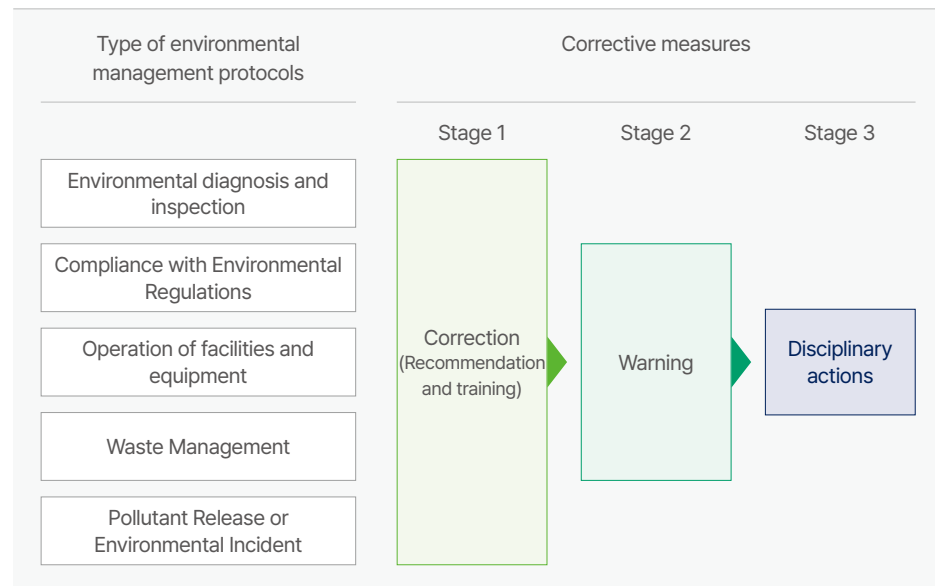 Type of environmental
management protocols
Corrective measures
Stage 1
Stage 2
Stage 3
Environmental diagnosis and
inspection
Compliance with Environmental
Regulations
Operation of facilities and
equipment
Waste Management
Pollutant Release or
Environmental Incident
Correction
(Recommendation
and training)
Warning
Disciplinary
actions